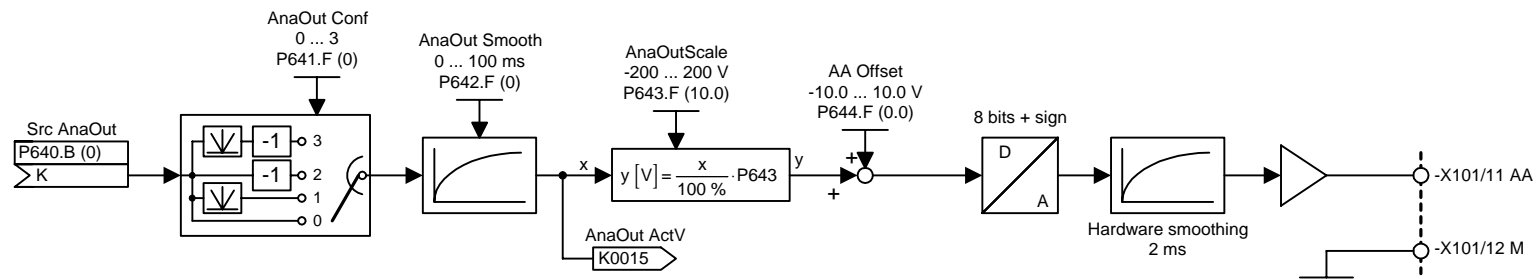 AnaOut Conf
0 ... 3
P641.F (0)
AnaOut Smooth
0 ... 100 ms
P642.F (0)
AnaOutScale
-200 ... 200 V
P643.F (10.0)
AA Offset
-10.0 ... 10.0 V
P644.F (0.0)
Src AnaOut
P640.B (0)
K
-1
3
-1
2
1
0
x
y [V] = x / 100 % · P643
y
+
+
8 bits + sign
D
A
Hardware smoothing
2 ms
-X101/11 AA
-X101/12 M
AnaOut ActV
K0015